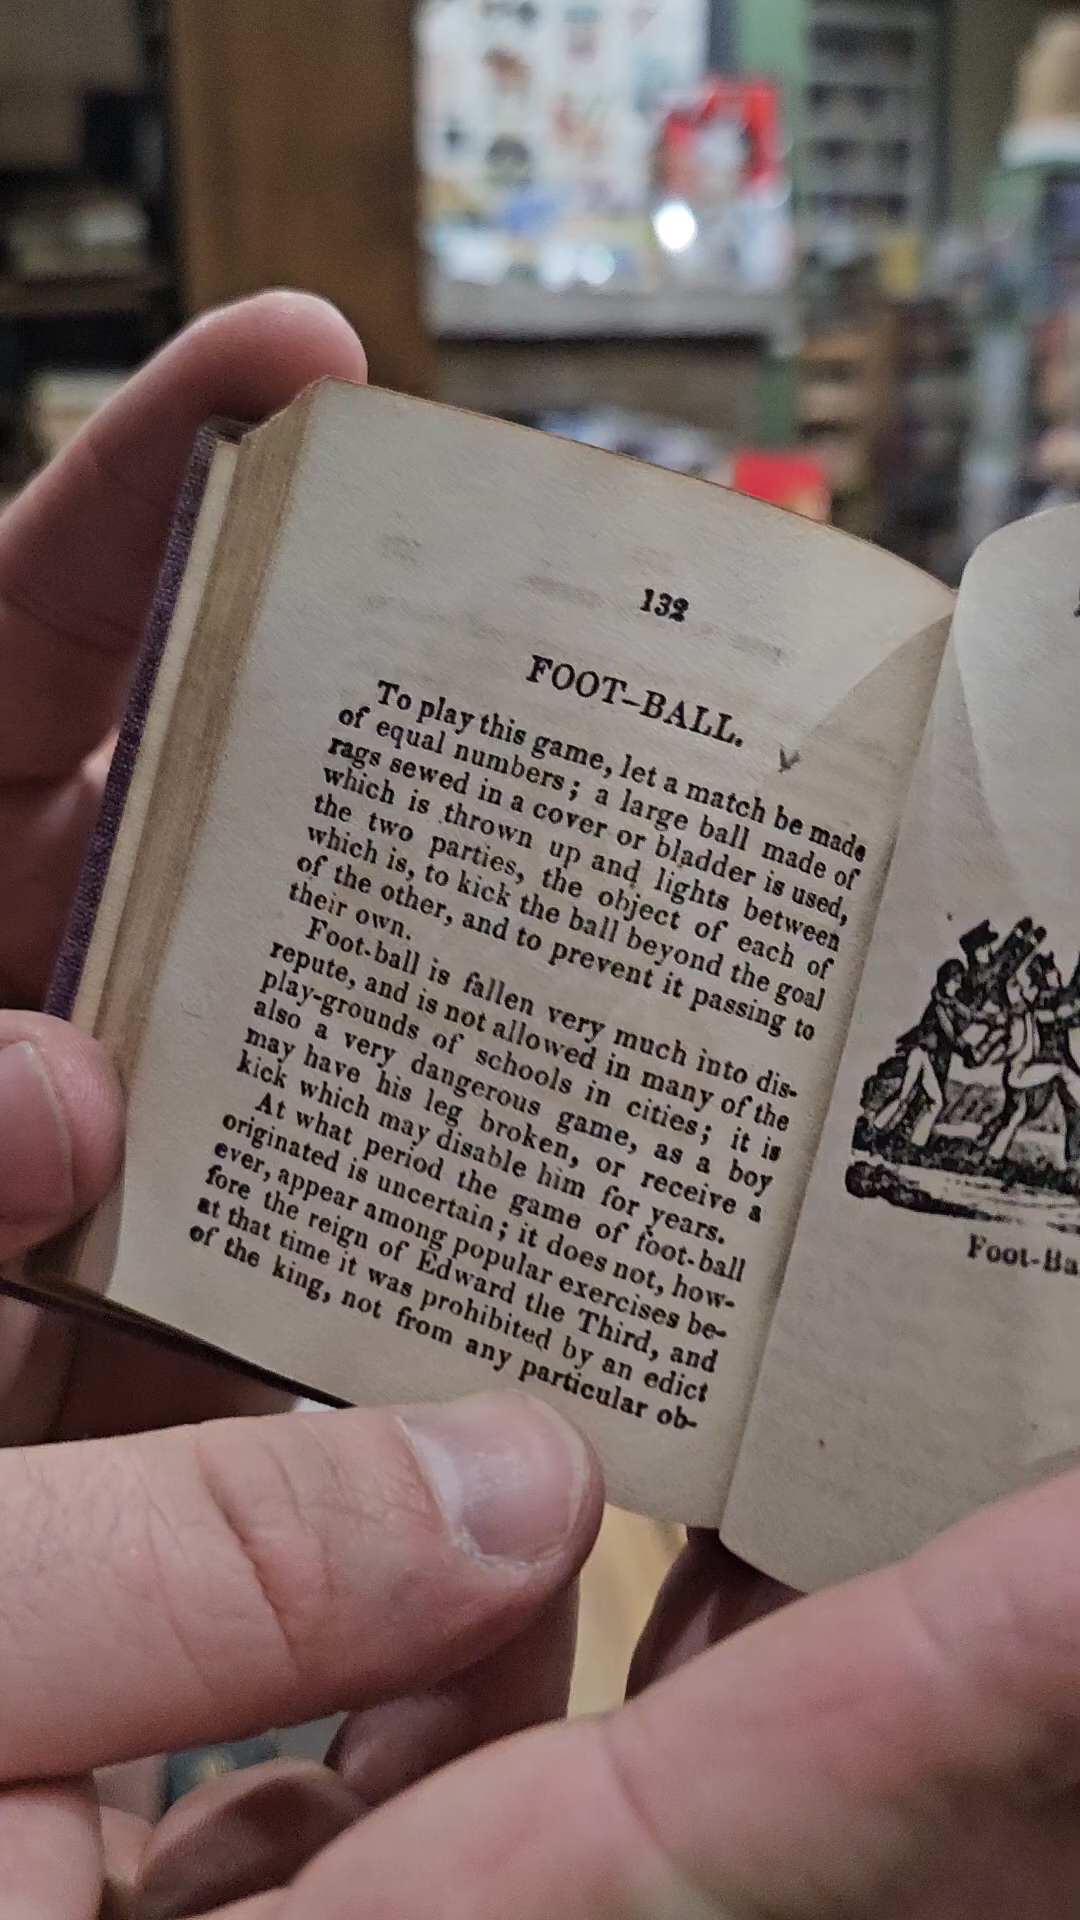 132
FOOT-BALL.
To play this game, let a match be made
of equal numbers; a large ball made of
rags sewed in a cover or bladder is used,
which is thrown up and lights between
the two parties, the object of each of
which is, to kick the ball beyond the goal
of the other, and to prevent it passing to
their own.
Foot-ball is fallen very much into dis-
repute, and is not allowed in many of the
play-grounds of schools in cities; it is
also a very dangerous game, as a boy
may have his leg broken, or receive a
kick which may disable him for years.
At what period the game of foot-ball
originated is uncertain; it does not, how-
ever, appear among popular exercises be-
fore the reign of Edward the Third, and
at that time it was prohibited by an edict
of the king, not from any particular ob-
Foot-Ba